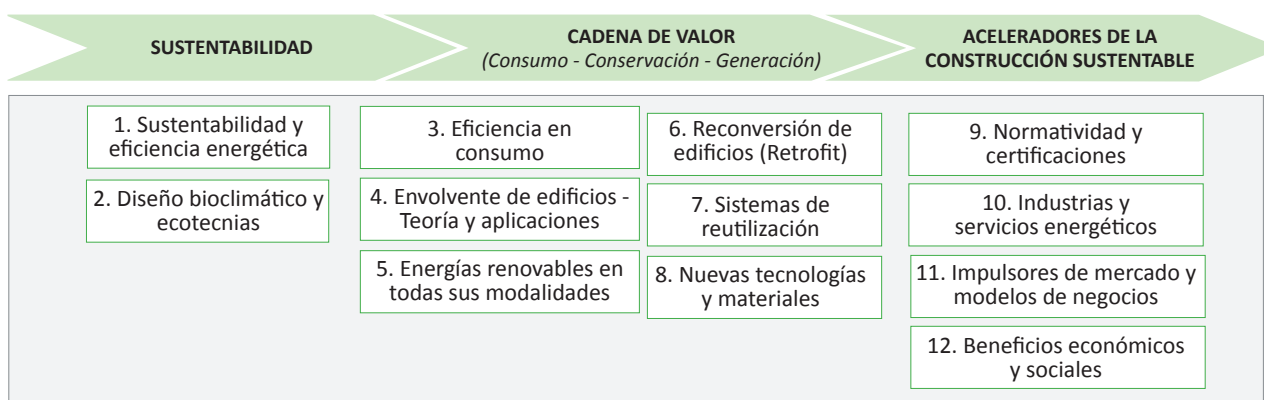 SUSTENTABILIDAD
CADENA DE VALOR
(Consumo - Conservación - Generación)
ACELERADORES DE LA
CONSTRUCCIÓN SUSTENTABLE
1. Sustentabilidad y
eficiencia energética
2. Diseño bioclimático y
ecotecnias
3. Eficiencia en
consumo
4. Envolvente de edificios -
Teoría y aplicaciones
5. Energías renovables en
todas sus modalidades
6. Reconversión de
edificios (Retrofit)
7. Sistemas de
reutilización
8. Nuevas tecnologías
y materiales
9. Normatividad y
certificaciones
10. Industrias y
servicios energéticos
11. Impulsores de mercado y
modelos de negocios
12. Beneficios económicos
y sociales